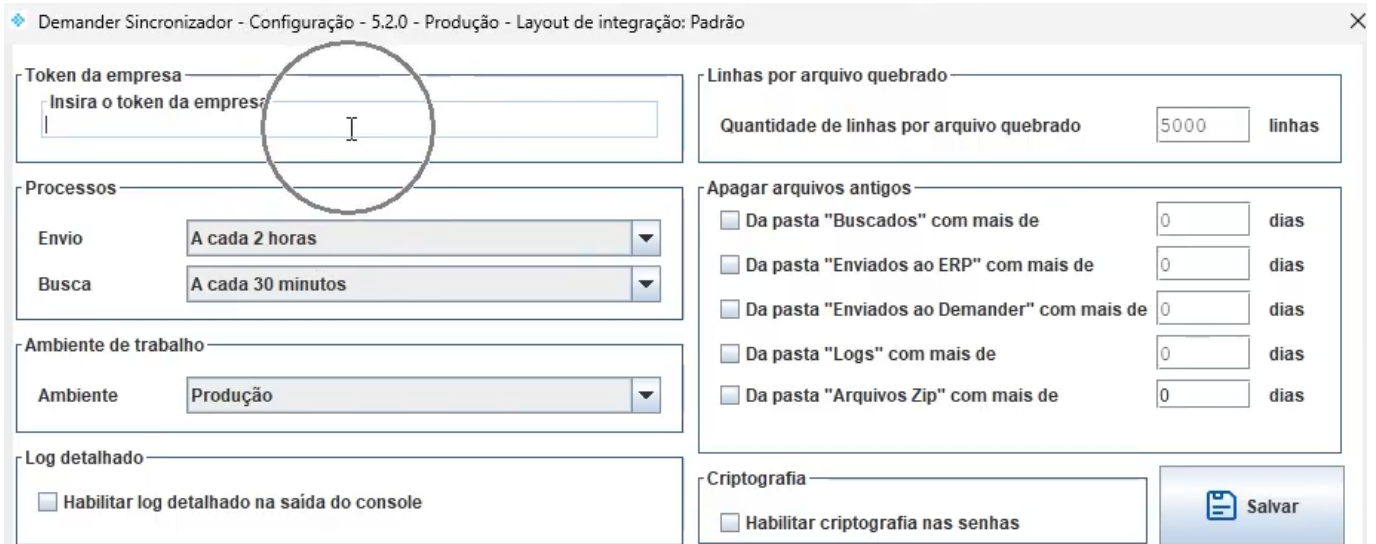 Demander Sincronizador - Configuração - 5.2.0 - Produção - Layout de integração: Padrão
Token da empresa
Insira o token da empresa
Processos
Envio A cada 2 horas
Busca A cada 30 minutos
Ambiente de trabalho
Ambiente Produção
Log detalhado
Habilitar log detalhado na saída do console
Linhas por arquivo quebrado
Quantidade de linhas por arquivo quebrado 5000 linhas
Apagar arquivos antigos
Da pasta "Buscados" com mais de 0 dias
Da pasta "Enviados ao ERP" com mais de 0 dias
Da pasta "Enviados ao Demander" com mais de 0 dias
Da pasta "Logs" com mais de 0 dias
Da pasta "Arquivos Zip" com mais de 0 dias
Criptografia
Habilitar criptografia nas senhas
Salvar